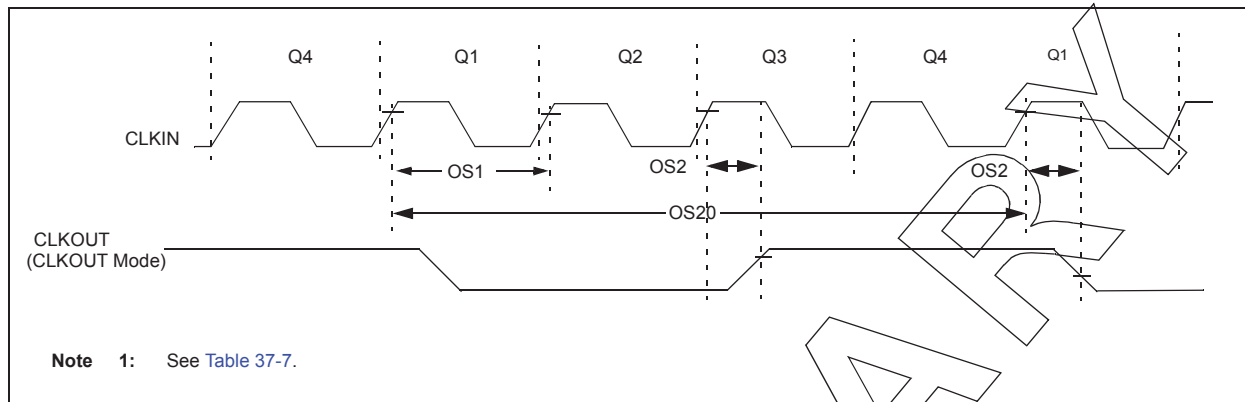 Q4 Q1 Q2 Q3 Q4 Q1
CLKIN
OS1 OS2 OS2
OS20
CLKOUT
(CLKOUT Mode)
Note 1: See Table 37-7.
A R Y